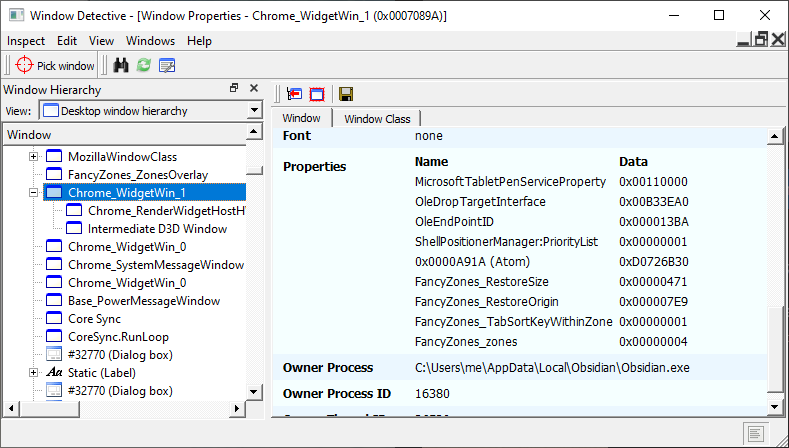 Window Detective - [Window Properties - Chrome_WidgetWin_1 (0x0007089A)]
Inspect Edit View Windows Help
Pick window
Window Hierarchy
View: Desktop window hierarchy
Window
MozillaWindowClass
FancyZones_ZonesOverlay
Chrome_WidgetWin_1
Chrome_RenderWidgetHostH
Intermediate D3D Window
Chrome_WidgetWin_0
Chrome_SystemMessageWindow
Chrome_WidgetWin_0
Base_PowerMessageWindow
Core Sync
CoreSync.RunLoop
#32770 (Dialog box)
Aa Static (Label)
#32770 (Dialog box)
Window Window Class
Font none
Properties Name Data
MicrosoftTabletPenServiceProperty 0x00110000
OleDropTargetInterface 0x00B33EA0
OleEndPointID 0x000013BA
ShellPositionerManager:PriorityList 0x00000001
0x0000A91A (Atom) 0xD0726B30
FancyZones_RestoreSize 0x00000471
FancyZones_RestoreOrigin 0x000007E9
FancyZones_TabSortKeyWithinZone 0x00000001
FancyZones_zones 0x00000004
Owner Process C:\Users\me\AppData\Local\Obsidian\Obsidian.exe
Owner Process ID 16380